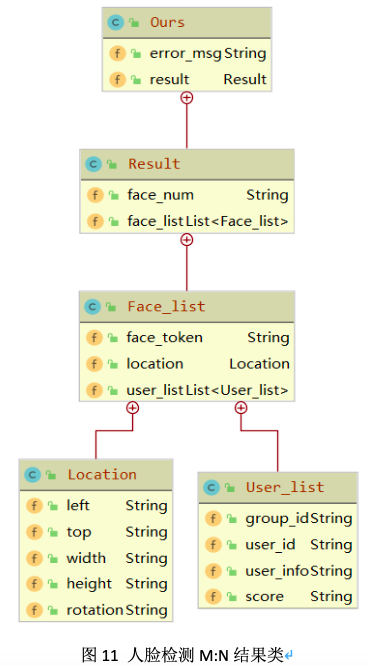 Ours
error_msg String
result Result
Result
face_num String
face_list List<Face_list>
Face_list
face_token String
location Location
user_list List<User_list>
Location
left String
top String
width String
height String
rotation String
User_list
group_id String
user_id String
user_info String
score String
图 11 人脸检测 M:N 结果类